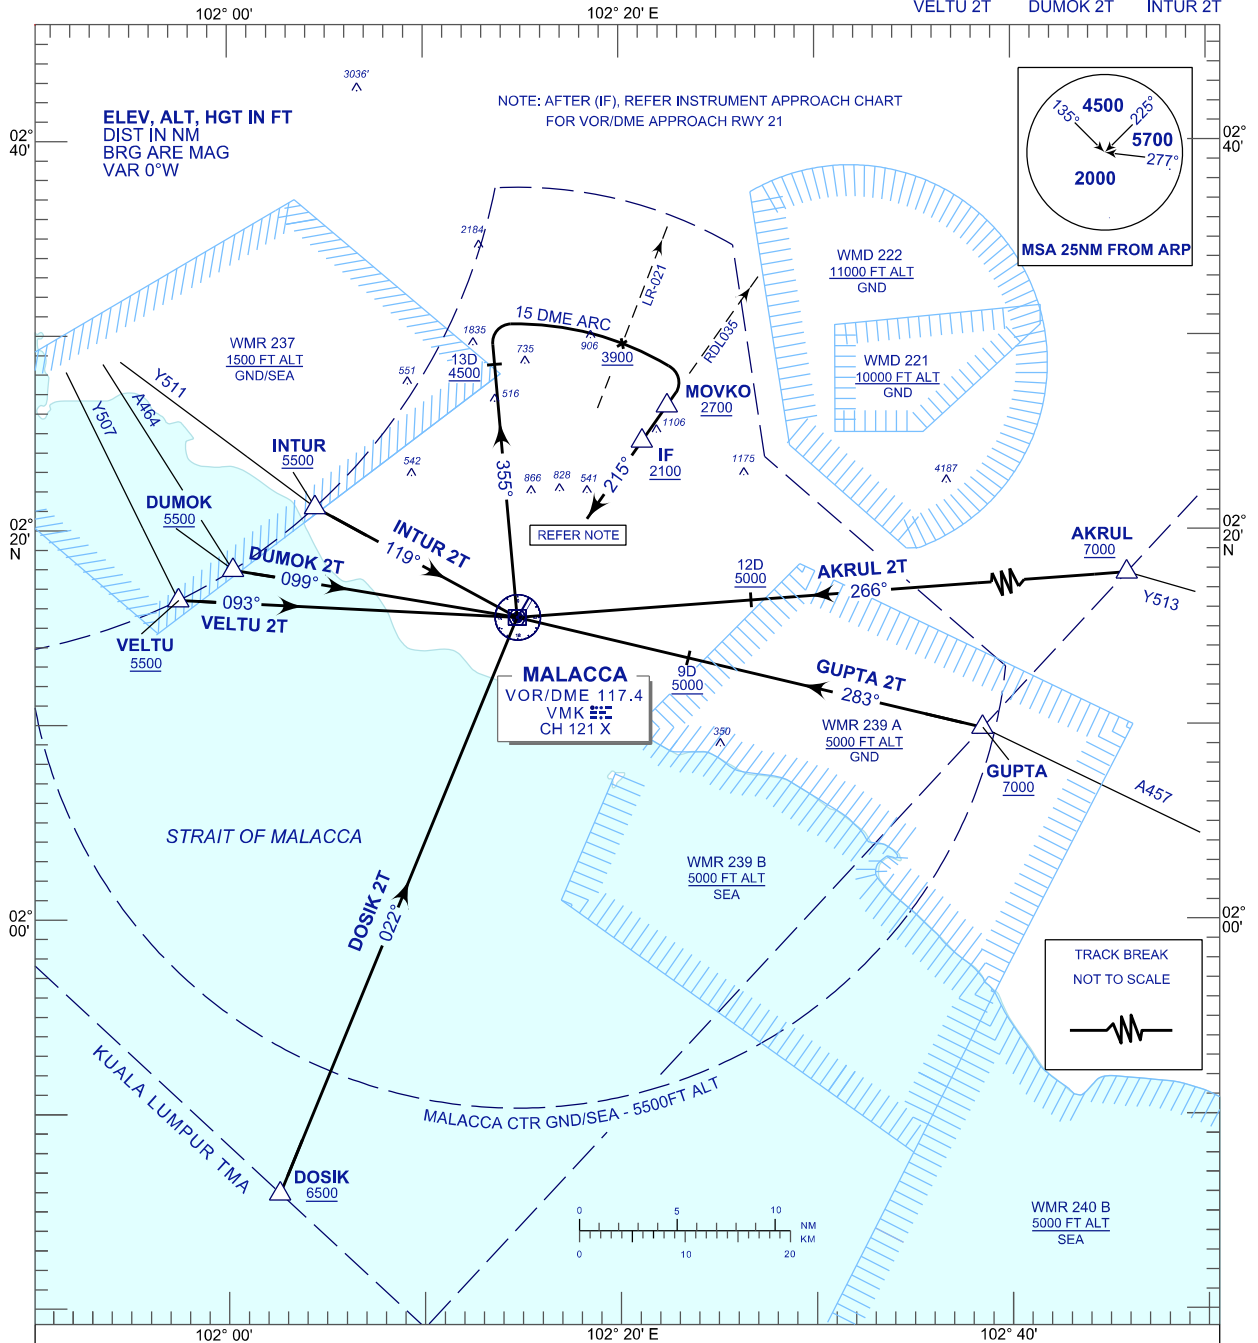 VELTU 2T DUMOK 2T INTUR 2T
102° 00' 102° 20' E 102° 40'
3036'
ELEV, ALT, HGT IN FT
DIST IN NM
BRG ARE MAG
VAR 0°W
NOTE: AFTER (IF), REFER INSTRUMENT APPROACH CHART
FOR VOR/DME APPROACH RWY 21
135°
4500
225°
5700
277°
2000
MSA 25NM FROM ARP
02°
40'
02°
40'
2184
LR-021
RDL035
WMD 222
11000 FT ALT
GND
15 DME ARC
1835
735
906
3900
13D
4500
551
516
WMR 237
1500 FT ALT
GND/SEA
WMD 221
10000 FT ALT
GND
Y511
A464
Y507
MOVKO
2700
1106
IF
2100
INTUR
5500
542
355°
866
828
541
215°
1175
4187
DUMOK
5500
REFER NOTE
02°
20'
N
02°
20'
N
AKRUL
7000
INTUR 2T
119°
DUMOK 2T
099°
12D
5000
AKRUL 2T
266°
Y513
093°
VELTU 2T
VELTU
5500
MALACCA
VOR/DME 117.4
VMK
CH 121 X
9D
5000
GUPTA 2T
283°
350
WMR 239 A
5000 FT ALT
GND
GUPTA
7000
A457
STRAIT OF MALACCA
WMR 239 B
5000 FT ALT
SEA
DOSIK 2T
022°
02°
00'
02°
00'
TRACK BREAK
NOT TO SCALE
KUALA LUMPUR TMA
MALACCA CTR GND/SEA - 5500FT ALT
DOSIK
6500
WMR 240 B
5000 FT ALT
SEA
0 5 10 NM
KM
0 10 20
102° 00' 102° 20' E 102° 40'